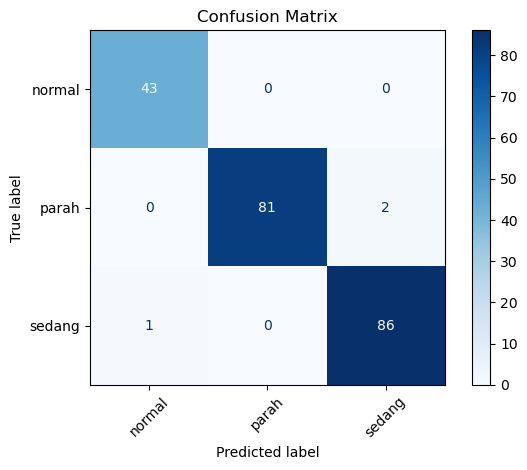 Confusion Matrix
True label
normal
43 0 0
parah
0 81 2
sedang
1 0 86
normal
parah
sedang
Predicted label
80
70
60
50
40
30
20
10
0